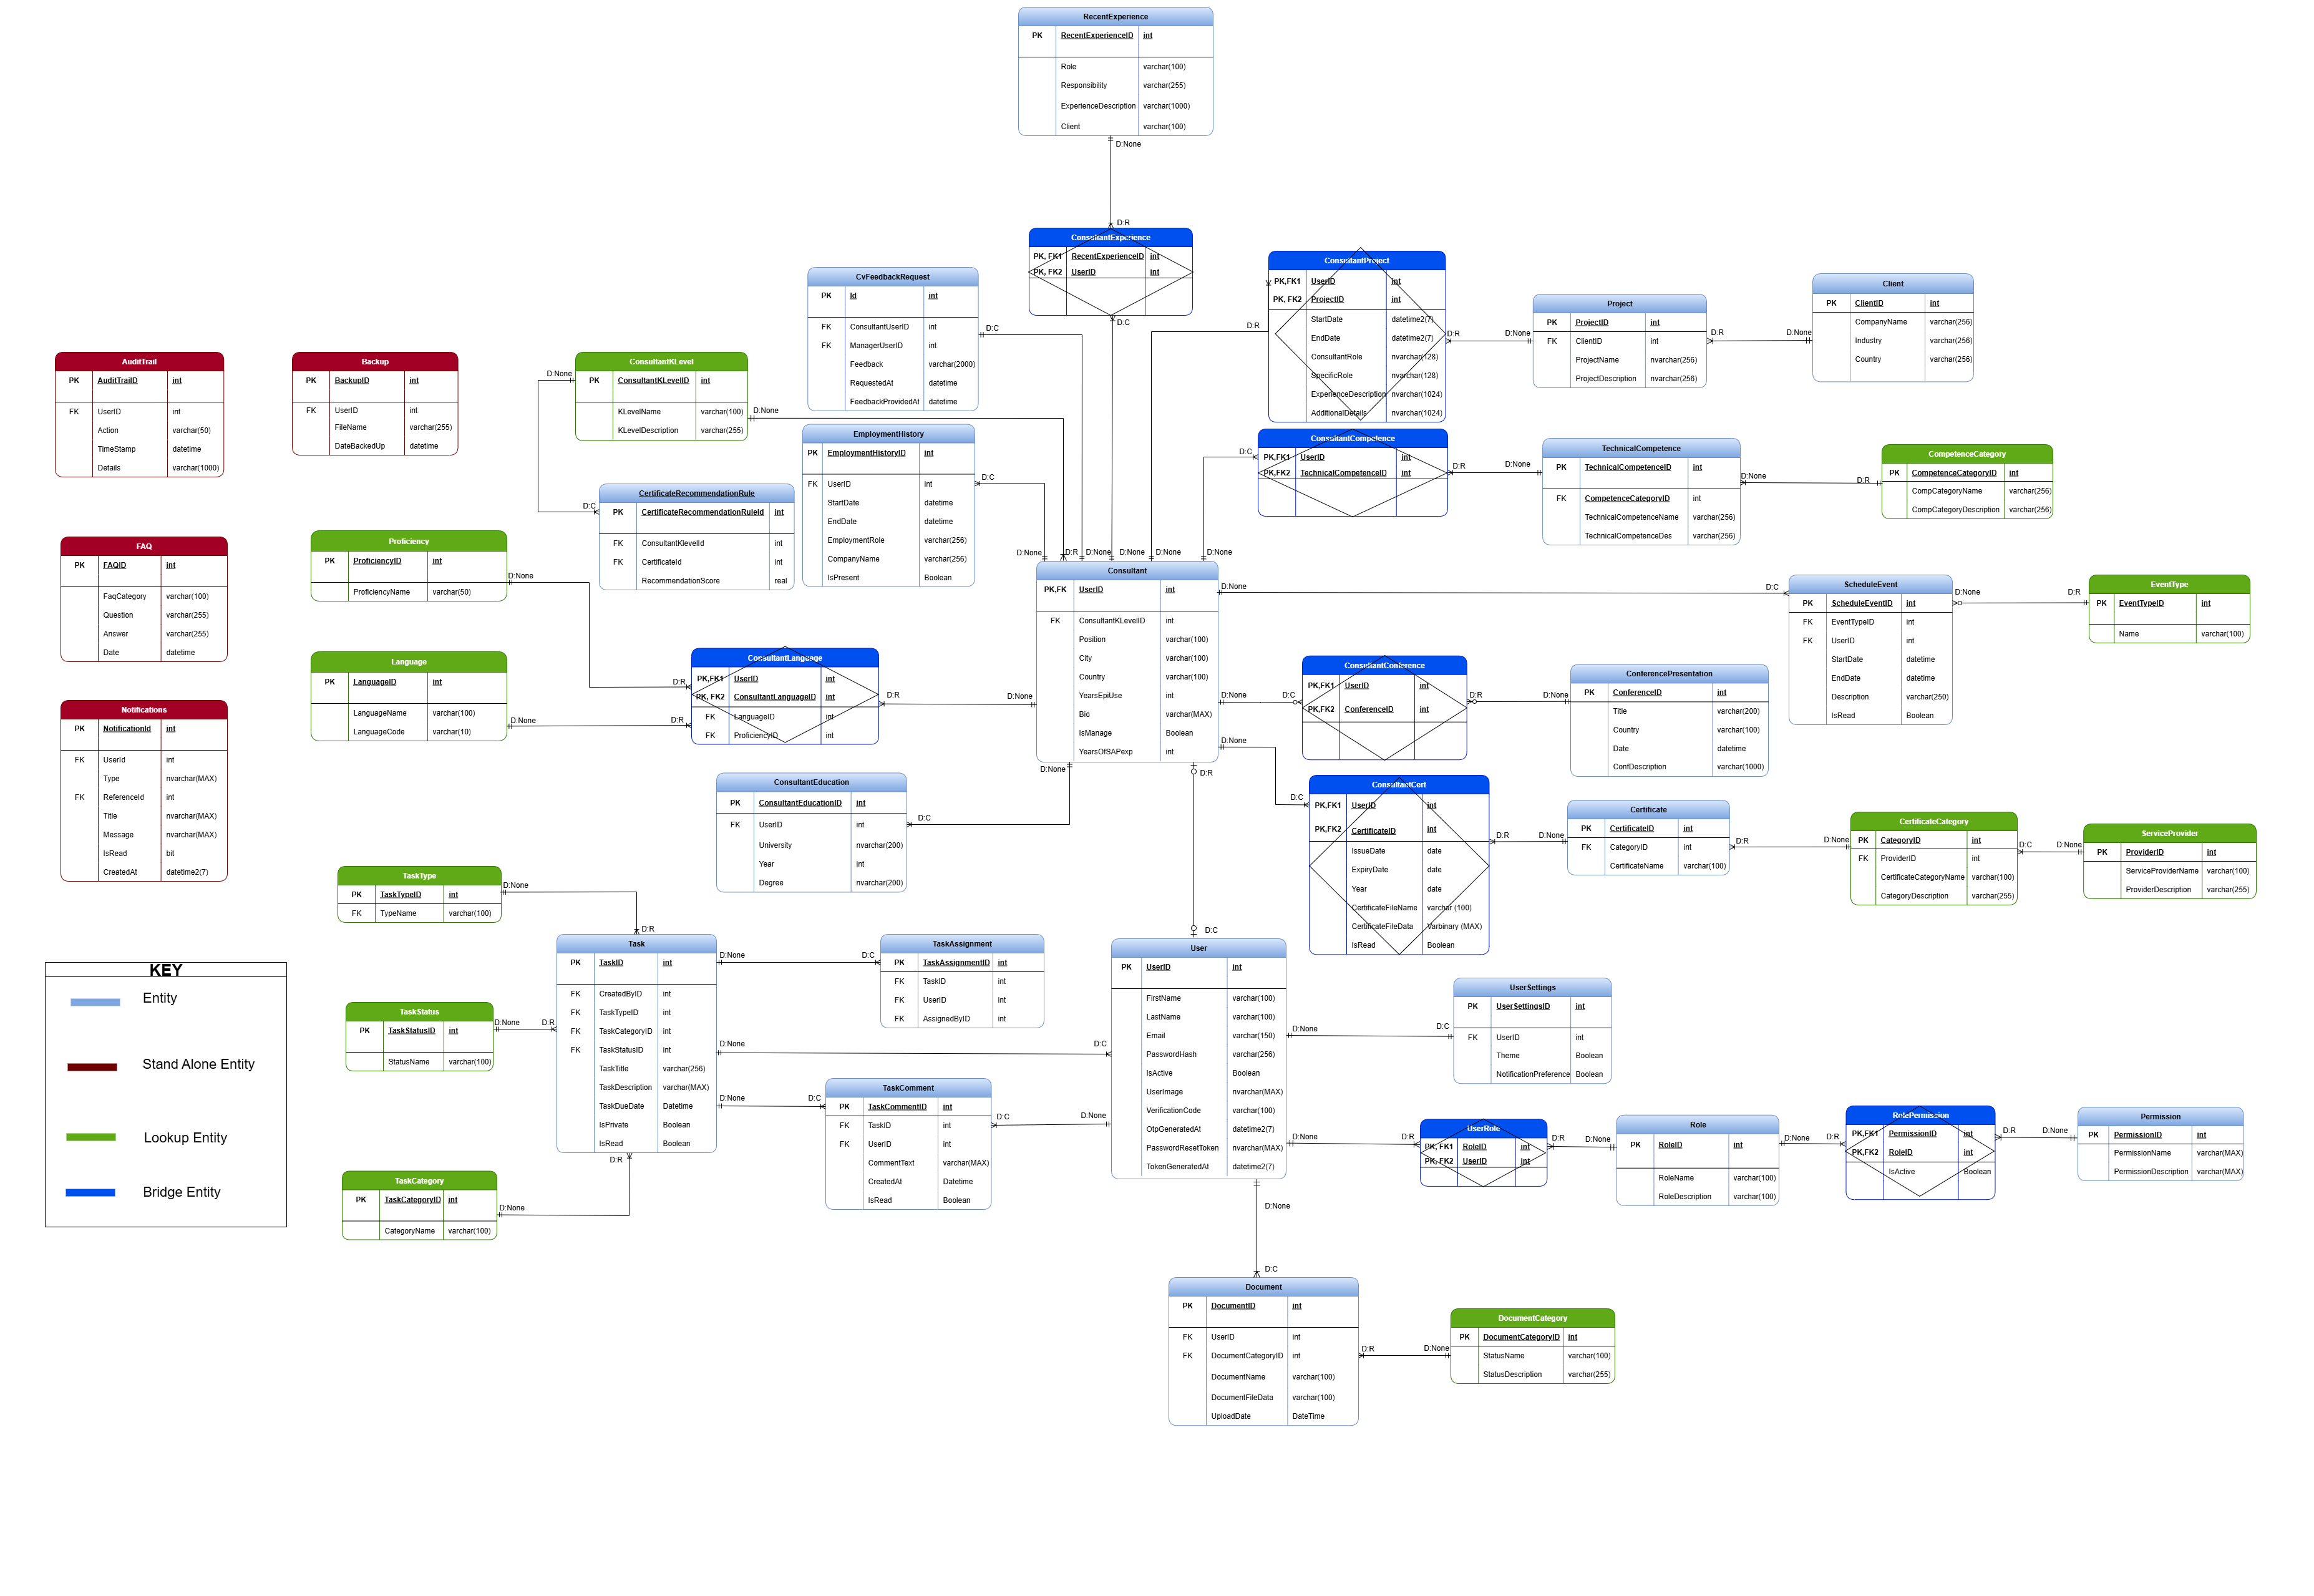 RecentExperience
PK RecentExperienceID int
Role varchar(100)
Responsibility varchar(255)
ExperienceDescription varchar(1000)
Client varchar(100)
D:None
D:R
ConsultantExperience
PK, FK1 RecentExperienceID int
PK, FK2 UserID int
D:C
CvFeedbackRequest
PK Id int
FK ConsultantUserID int
FK ManagerUserID int
Feedback varchar(2000)
RequestedAt datetime
FeedbackProvidedAt datetime
D:C
ConsultantProject
PK,FK1 UserID int
PK, FK2 ProjectID int
StartDate datetime2(7)
EndDate datetime2(7)
ConsultantRole nvarchar(128)
SpecificRole nvarchar(128)
ExperienceDescription nvarchar(1024)
AdditionalDetails nvarchar(1024)
D:R
D:R
D:None
Project
PK ProjectID int
FK ClientID int
ProjectName nvarchar(256)
ProjectDescription nvarchar(256)
D:R
D:None
Client
PK ClientID int
CompanyName varchar(256)
Industry varchar(256)
Country varchar(256)
AuditTrail
PK AuditTrailID int
FK UserID int
Action varchar(50)
TimeStamp datetime
Details varchar(1000)
Backup
PK BackupID int
FK UserID int
FileName varchar(255)
DateBackedUp datetime
D:None
ConsultantKLevel
PK ConsultantKLevelID int
KLevelName varchar(100)
KLevelDescription varchar(255)
D:None
EmploymentHistory
PK EmploymentHistoryID int
FK UserID int
StartDate datetime
EndDate datetime
EmploymentRole varchar(256)
CompanyName varchar(256)
IsPresent Boolean
D:C
ConsultantCompetence
PK,FK1 UserID int
PK,FK2 TechnicalCompetenceID int
D:C
D:R
D:None
TechnicalCompetence
PK TechnicalCompetenceID int
FK CompetenceCategoryID int
TechnicalCompetenceName varchar(256)
TechnicalCompetenceDes varchar(256)
D:None
D:R
CompetenceCategory
PK CompetenceCategoryID int
CompCategoryName varchar(256)
CompCategoryDescription varchar(256)
CertificateRecommendationRule
PK CertificateRecommendationRuleId int
FK ConsultantKlevelId int
FK CertificateId int
RecommendationScore real
D:C
FAQ
PK FAQID int
FaqCategory varchar(100)
Question varchar(255)
Answer varchar(255)
Date datetime
Proficiency
PK ProficiencyID int
ProficiencyName varchar(50)
D:None
D:None
D:R
D:None
D:None
D:None
D:None
Consultant
PK,FK UserID int
FK ConsultantKLevelID int
Position varchar(100)
City varchar(100)
Country varchar(100)
YearsEpiUse int
Bio varchar(MAX)
IsManage Boolean
YearsOfSAPexp int
D:None
D:C
ScheduleEvent
PK ScheduleEventID int
FK EventTypeID int
FK UserID int
StartDate datetime
EndDate datetime
Description varchar(250)
IsRead Boolean
D:None
D:R
EventType
PK EventTypeID int
Name varchar(100)
Language
PK LanguageID int
LanguageName varchar(100)
LanguageCode varchar(10)
D:None
D:R
D:R
ConsultantLanguage
PK,FK1 UserID int
PK, FK2 ConsultantLanguageID int
FK LanguageID int
FK ProficiencyID int
D:R
D:None
D:None
D:C
ConsultantConference
PK,FK1 UserID int
PK,FK2 ConferenceID int
D:R
D:None
ConferencePresentation
PK ConferenceID int
Title varchar(200)
Country varchar(100)
Date datetime
ConfDescription varchar(1000)
Notifications
PK NotificationId int
FK UserId int
Type nvarchar(MAX)
FK ReferenceId int
Title nvarchar(MAX)
Message nvarchar(MAX)
IsRead bit
CreatedAt datetime2(7)
ConsultantEducation
PK ConsultantEducationID int
FK UserID int
University nvarchar(200)
Year int
Degree nvarchar(200)
D:C
D:None
D:R
D:None
D:C
ConsultantCert
PK,FK1 UserID int
PK,FK2 CertificateID int
IssueDate date
ExpiryDate date
Year date
CertificateFileName varchar (100)
CertificateFileData Varbinary (MAX)
IsRead Boolean
D:R
D:None
Certificate
PK CertificateID int
FK CategoryID int
CertificateName varchar(100)
D:R
D:None
CertificateCategory
PK CategoryID int
FK ProviderID int
CertificateCategoryName varchar(100)
CategoryDescription varchar(255)
D:C
D:None
ServiceProvider
PK ProviderID int
ServiceProviderName varchar(100)
ProviderDescription varchar(255)
TaskType
PK TaskTypeID int
FK TypeName varchar(100)
D:None
D:R
Task
PK TaskID int
FK CreatedByID int
FK TaskTypeID int
FK TaskCategoryID int
FK TaskStatusID int
TaskTitle varchar(256)
TaskDescription varchar(MAX)
TaskDueDate Datetime
IsPrivate Boolean
IsRead Boolean
D:None
D:C
TaskAssignment
PK TaskAssignmentID int
FK TaskID int
FK UserID int
FK AssignedByID int
D:C
User
PK UserID int
FirstName varchar(100)
LastName varchar(100)
Email varchar(150)
PasswordHash varchar(256)
IsActive Boolean
UserImage nvarchar(MAX)
VerificationCode varchar(100)
OtpGeneratedAt datetime2(7)
PasswordResetToken nvarchar(MAX)
TokenGeneratedAt datetime2(7)
KEY
Entity
Stand Alone Entity
Lookup Entity
Bridge Entity
TaskStatus
PK TaskStatusID int
StatusName varchar(100)
D:None
D:R
D:None
D:C
D:None
D:C
TaskComment
PK TaskCommentID int
FK TaskID int
FK UserID int
CommentText varchar(MAX)
CreatedAt Datetime
IsRead Boolean
D:C
D:None
D:None
D:C
UserSettings
PK UserSettingsID int
FK UserID int
Theme Boolean
NotificationPreference Boolean
D:None
D:R
UserRole
PK, FK1 RoleID int
PK, FK2 UserID int
D:R
D:None
Role
PK RoleID int
RoleName varchar(100)
RoleDescription varchar(100)
D:None
D:R
RolePermission
PK,FK1 PermissionID int
PK,FK2 RoleID int
IsActive Boolean
D:R
D:None
Permission
PK PermissionID int
PermissionName varchar(MAX)
PermissionDescription varchar(MAX)
D:R
TaskCategory
PK TaskCategoryID int
CategoryName varchar(100)
D:None
D:None
D:C
Document
PK DocumentID int
FK UserID int
FK DocumentCategoryID int
DocumentName varchar(100)
DocumentFileData varchar(100)
UploadDate DateTime
D:R
D:None
DocumentCategory
PK DocumentCategoryID int
StatusName varchar(100)
StatusDescription varchar(255)